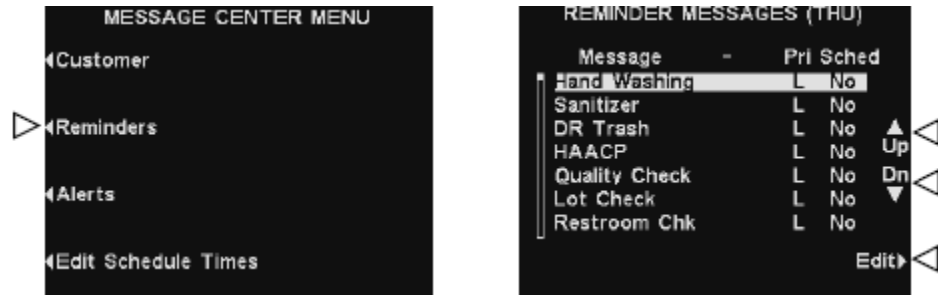 MESSAGE CENTER MENU
Customer
Reminders
Alerts
Edit Schedule Times
REMINDER MESSAGES (THU)
Message - Pri Sched
Hand Washing L No
Sanitizer L No
DR Trash L No
HAACP L No
Up
Quality Check L No
Dn
Lot Check L No
Restroom Chk L No
Edit